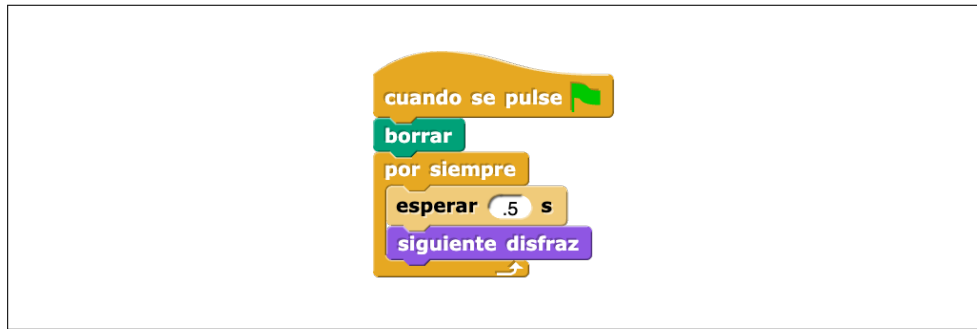 cuando se pulse
borrar
por siempre
esperar .5 s
siguiente disfraz